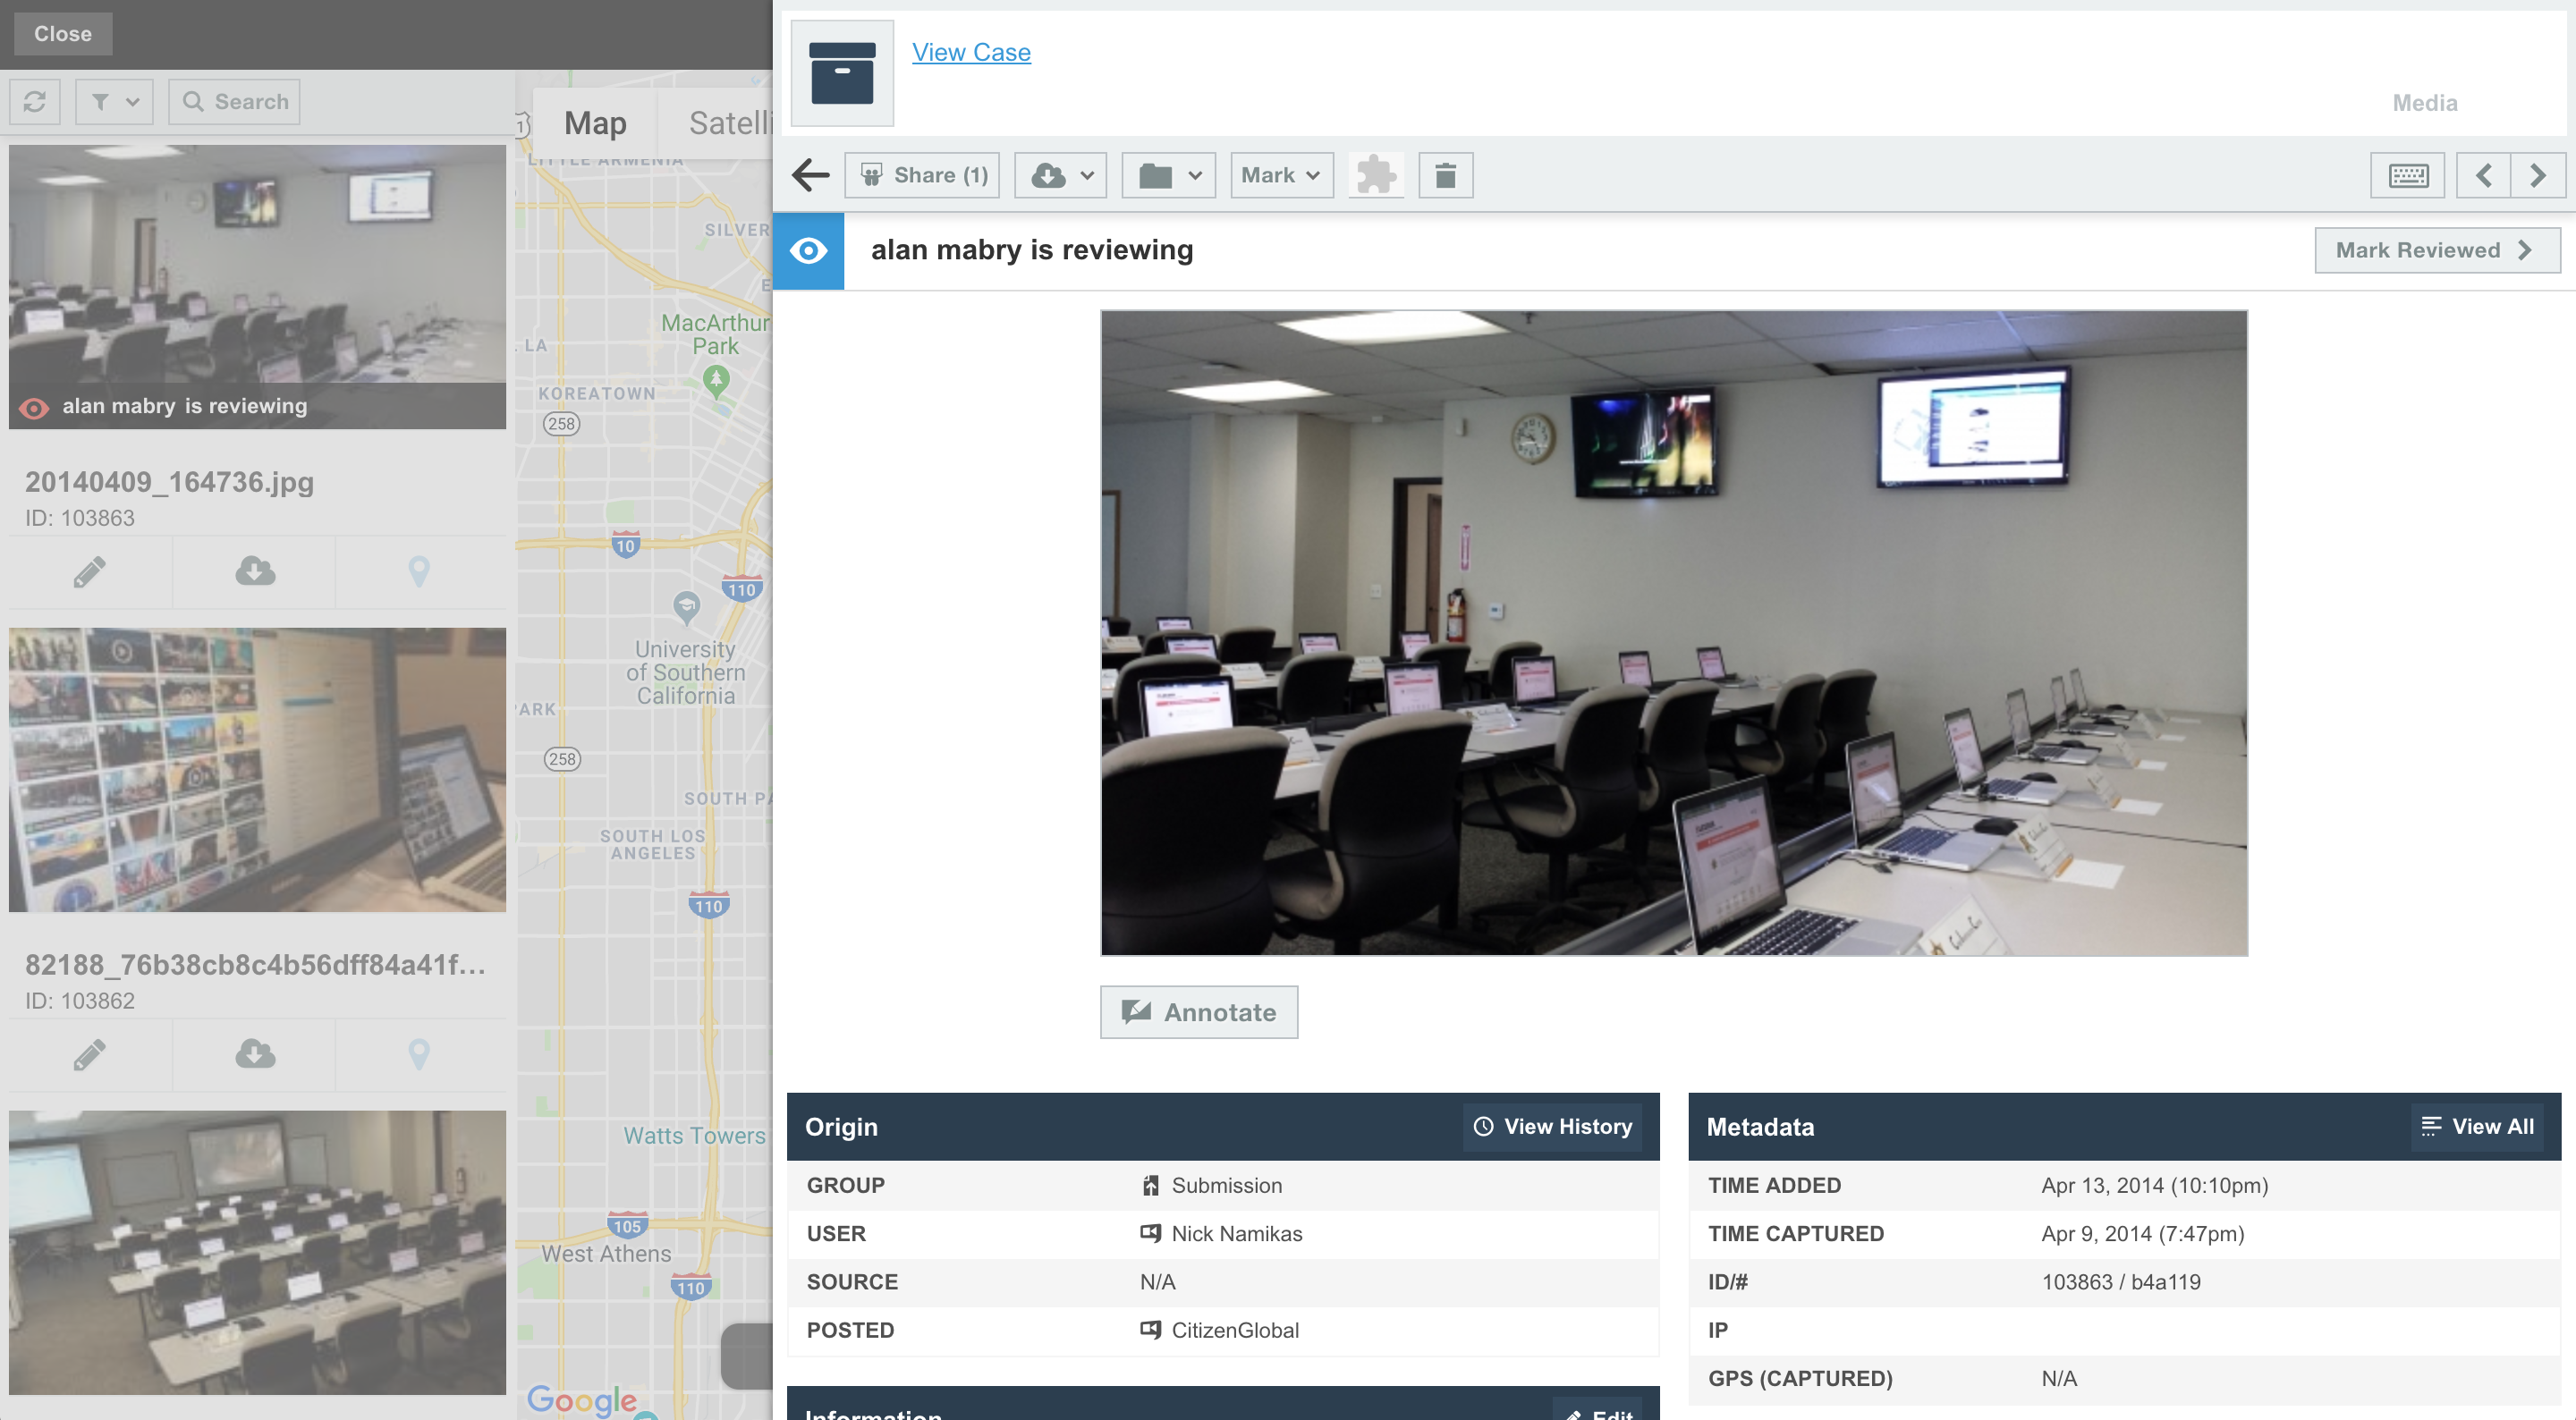 Close
Search
alan mabry is reviewing
20140409_164736.jpg
ID: 103863
82188_76b38cb8c4b56dff84a41f...
ID: 103862
Map
Satelli
LITTLE ARMENIA
SILVER
MacArthur
Park
LA
KOREATOWN
258
10
110
University
of Southern
California
PARK
258
SOUTH PA
SOUTH LOS
ANGELES
110
Watts Towers
105
West Athens
110
Google
View Case
Media
Share (1)
Mark
alan mabry is reviewing
Mark Reviewed
Annotate
Origin
View History
GROUP Submission
USER Nick Namikas
SOURCE N/A
POSTED CitizenGlobal
Information
Edit
Metadata
View All
TIME ADDED Apr 13, 2014 (10:10pm)
TIME CAPTURED Apr 9, 2014 (7:47pm)
ID/# 103863 / b4a119
IP
GPS (CAPTURED) N/A